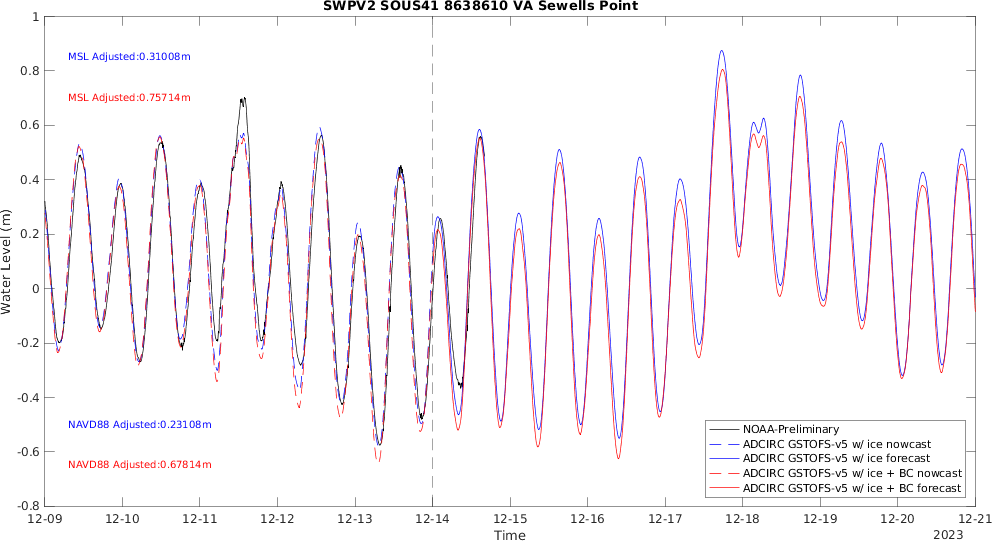 SWPV2 SOUS41 8638610 VA Sewells Point
1
0.8
0.6
0.4
0.2
0
-0.2
-0.4
-0.6
-0.8
Water Level (m)
MSL Adjusted:0.31008m
MSL Adjusted:0.75714m
NAVD88 Adjusted:0.23108m
NAVD88 Adjusted:0.67814m
NOAA-Preliminary
ADCIRC GSTOFS-v5 w/ ice nowcast
ADCIRC GSTOFS-v5 w/ ice forecast
ADCIRC GSTOFS-v5 w/ ice + BC nowcast
ADCIRC GSTOFS-v5 w/ ice + BC forecast
12-09 12-10 12-11 12-12 12-13 12-14 12-15 12-16 12-17 12-18 12-19 12-20 12-21
Time
2023